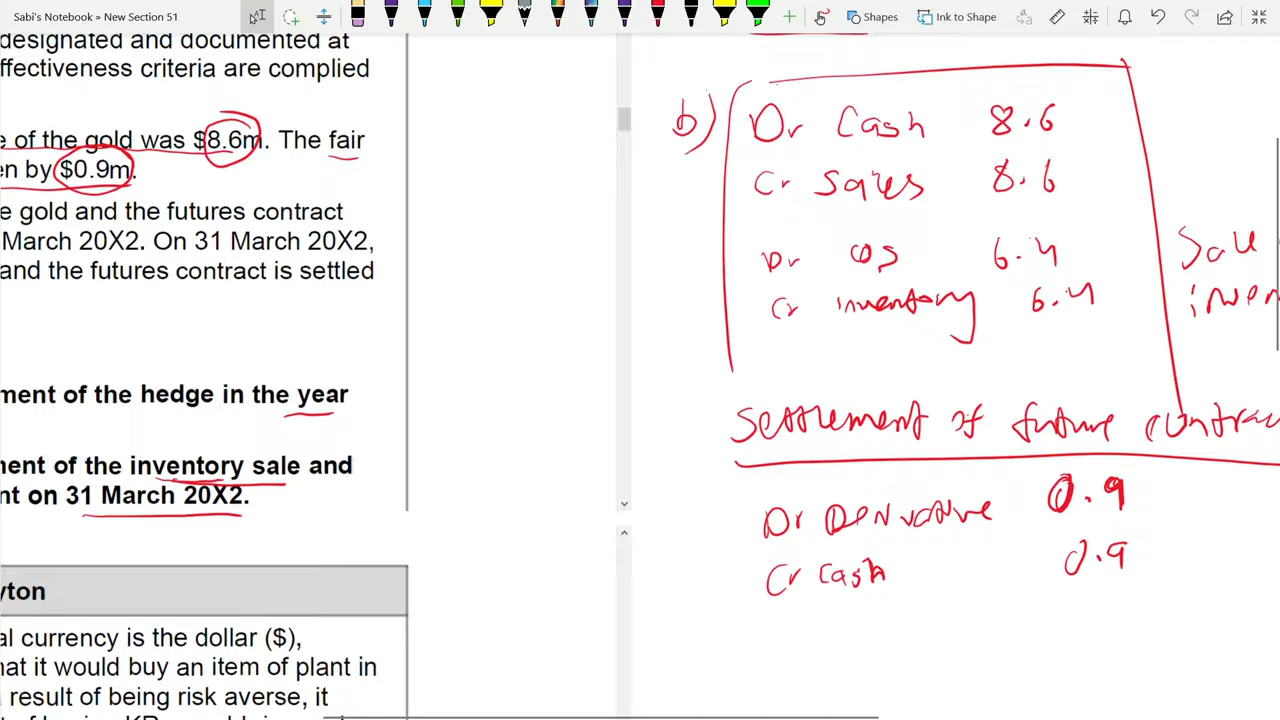 Sabi's Notebook » New Section 51
Shapes
Ink to Shape
designated and documented at
ffectiveness criteria are complied
e of the gold was $8.6m. The fair
en by $0.9m.
e gold and the futures contract
March 20X2. On 31 March 20X2,
and the futures contract is settled
ment of the hedge in the year
nent of the inventory sale and
nt on 31 March 20X2.
yton
al currency is the dollar ($),
hat it would buy an item of plant in
result of being risk averse, it
b) Dr Cash 8.6
Cr Sales 8.6
Dr COS 6.4
Cr inventory 6.4
Sale
inven
Settlement of future contrac
Dr Derivative 0.9
Cr Cash 0.9